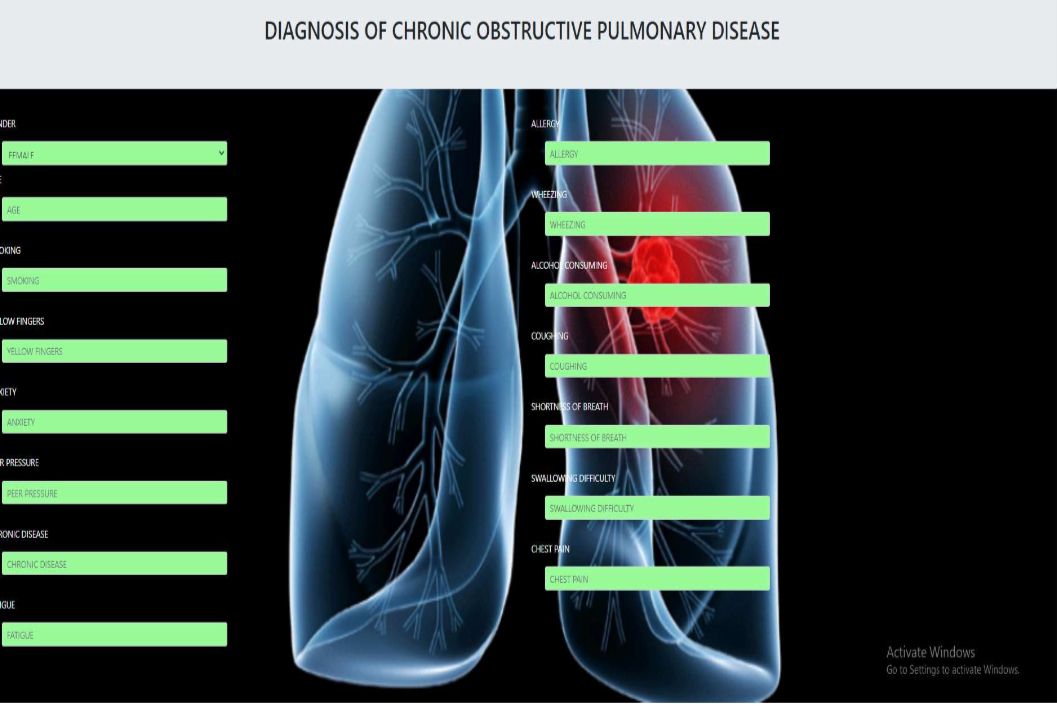 DIAGNOSIS OF CHRONIC OBSTRUCTIVE PULMONARY DISEASE
NDER
FEMALE
E
AGE
OKING
SMOKING
LOW FINGERS
YELLOW FINGERS
XIETY
ANXIETY
R PRESSURE
PEER PRESSURE
RONIC DISEASE
CHRONIC DISEASE
IGUE
FATIGUE
ALLERGY
ALLERGY
WHEEZING
WHEEZING
ALCOHOL CONSUMING
ALCOHOL CONSUMING
COUGHING
COUGHING
SHORTNESS OF BREATH
SHORTNESS OF BREATH
SWALLOWING DIFFICULTY
SWALLOWING DIFFICULTY
CHEST PAIN
CHEST PAIN
Activate Windows
Go to Settings to activate Windows.